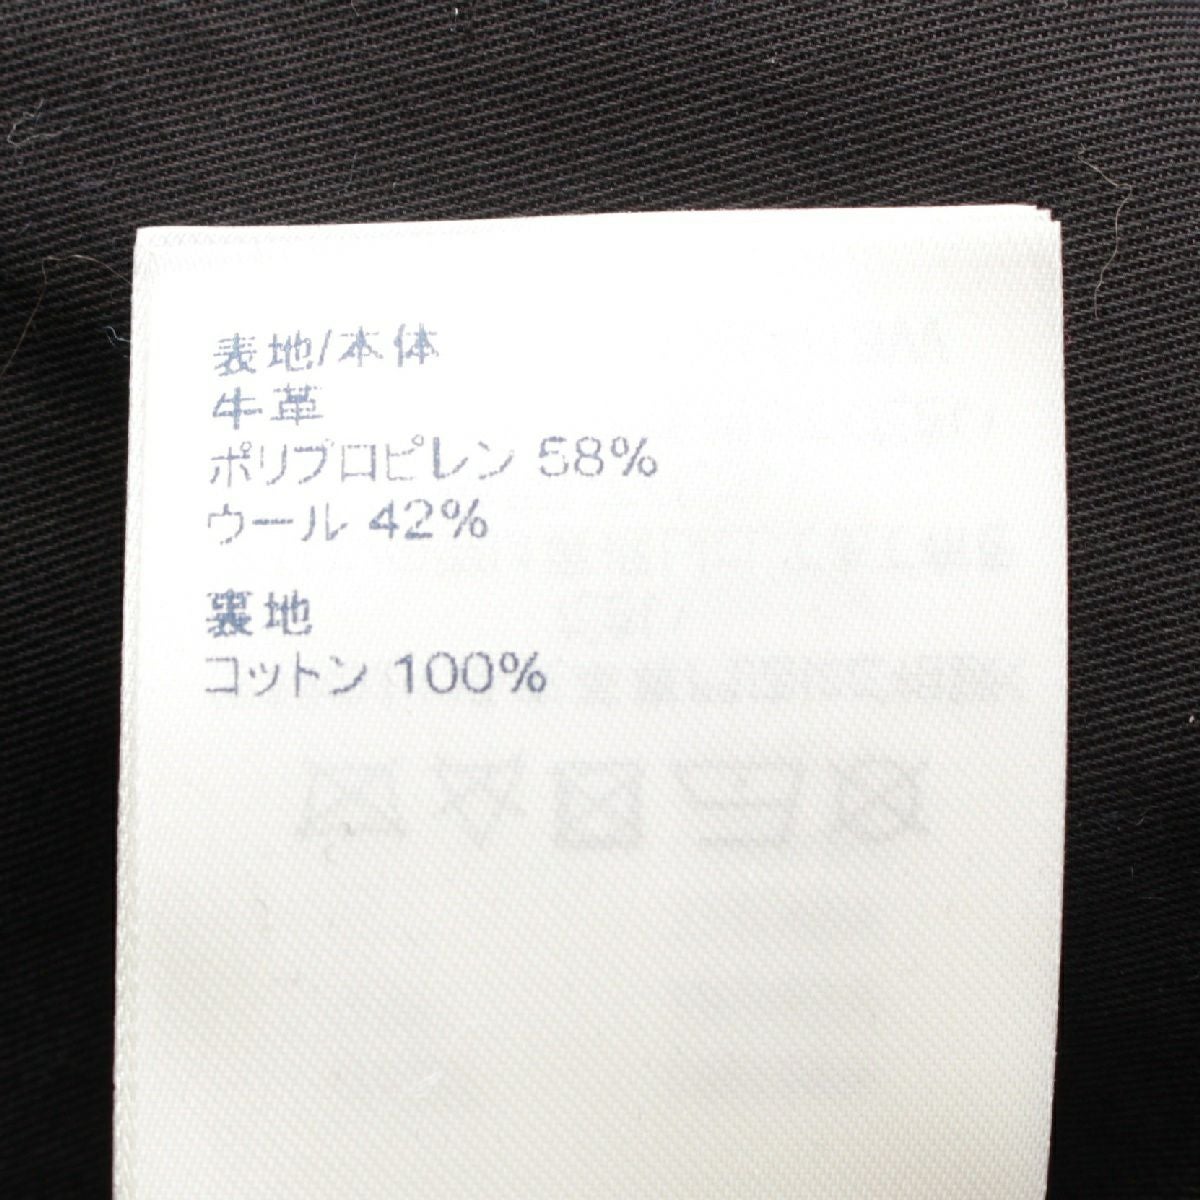 表地/本体
牛革
ポリプロピレン 58%
ウール 42%
裏地
コットン 100%